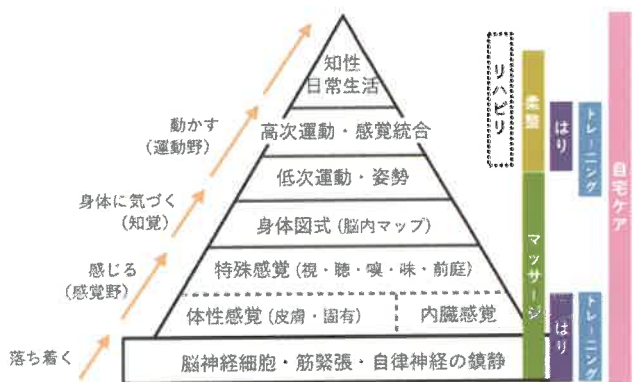 知性
日常生活
高次運動・感覚統合
低次運動・姿勢
身体図式(脳内マップ)
特殊感覚(視・聴・嗅・味・前庭)
体性感覚(皮膚・固有)
内臓感覚
脳神経細胞・筋緊張・自律神経の鎮静
動かす
(運動野)
身体に気づく
(知覚)
感じる
(感覚野)
落ち着く
リハビリ
柔整
マッサージ
はり
はり
トレーニング
トレーニング
自宅ケア